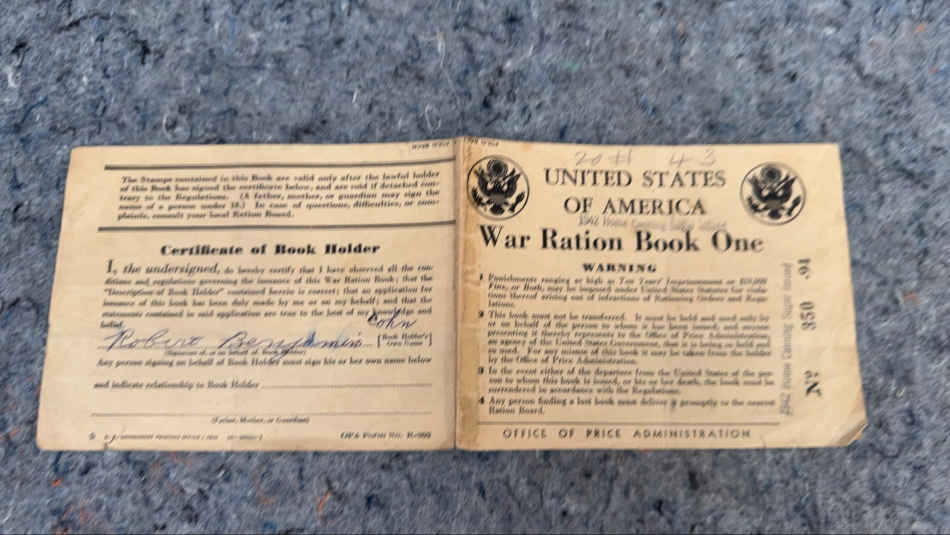 The Stamps contained in this Book are valid only after the lawful holder
of this Book has signed the certificate below, and are void if detached con-
trary to the Regulations. (A father, mother, or guardian may sign the
name of a person under 18.) In case of questions, difficulties, or com-
plaints, consult your local Ration Board.
Certificate of Book Holder
I, the undersigned, do hereby certify that I have observed all the con-
ditions and regulations governing the issuance of this War Ration Book; that the
"Description of Book Holder" contained herein is correct; that an application for
issuance of this book has been duly made by me or on my behalf; and that the
statements contained in said application are true to the best of my knowledge and
belief.
Cohn
Robert Benjamin
[Book Holder's Own Name]
(Signature of, or on behalf of, Book Holder)
Any person signing on behalf of Book Holder must sign his or her own name below
and indicate relationship to Book Holder
(Father, Mother, or Guardian)
OPA Form No. R-302
20 # 43
UNITED STATES
OF AMERICA
1942 Home Canning Sugar Issued
War Ration Book One
WARNING
1 Punishments ranging as high as Ten Years' Imprisonment or $10,000
Fine, or Both, may be imposed under United States Statutes for viola-
tions thereof arising out of infractions of Rationing Orders and Regu-
lations.
2 This book must not be transferred. It must be held and used only by
or on behalf of the person to whom it has been issued, and anyone
presenting it thereby represents to the Office of Price Administration,
an agency of the United States Government, that it is being so held and
so used. For any misuse of this book it may be taken from the holder
by the Office of Price Administration.
3 In the event either of the departure from the United States of the per-
son to whom this book is issued, or his or her death, the book must be
surrendered in accordance with the Regulations.
4 Any person finding a lost book must deliver it promptly to the nearest
Ration Board.
OFFICE OF PRICE ADMINISTRATION
1942 Home Canning Sugar Issued
No 350 .94